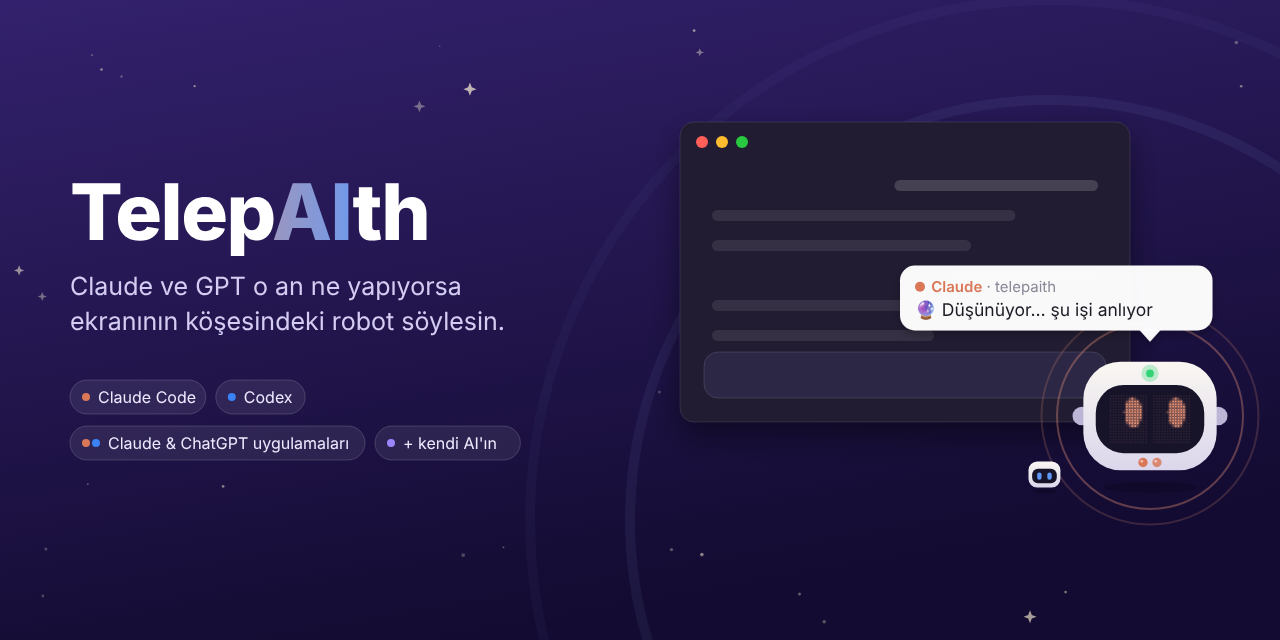 TelepAIth
Claude ve GPT o an ne yapıyorsa
ekranının köşesindeki robot söylesin.
Claude Code
Codex
Claude & ChatGPT uygulamaları
+ kendi AI'ın
Claude · telepaith
Düşünüyor... şu işi anlıyor